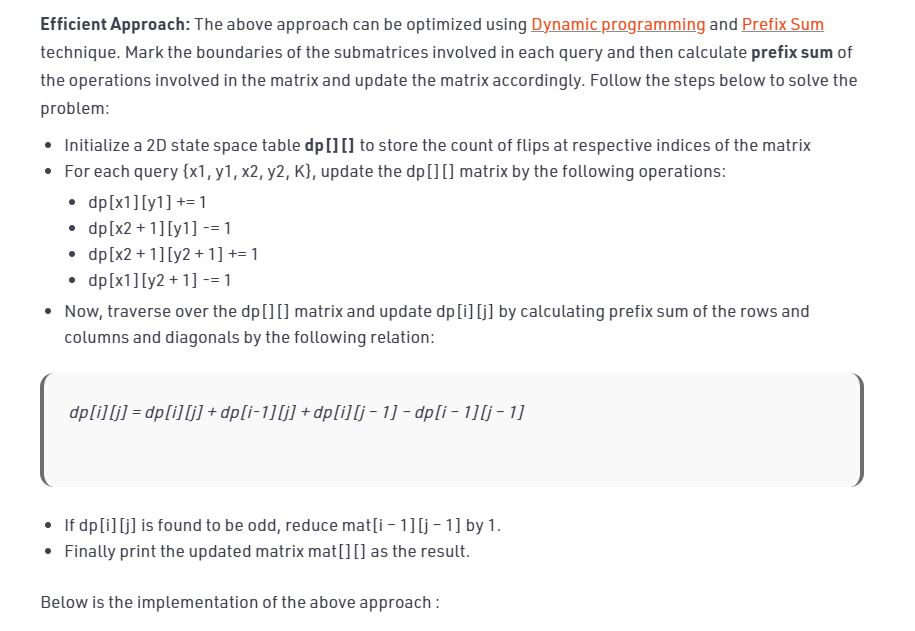 Efficient Approach: The above approach can be optimized using Dynamic programming and Prefix Sum
technique. Mark the boundaries of the submatrices involved in each query and then calculate prefix sum of
the operations involved in the matrix and update the matrix accordingly. Follow the steps below to solve the
problem:
• Initialize a 2D state space table dp[][] to store the count of flips at respective indices of the matrix
• For each query {x1, y1, x2, y2, K}, update the dp[][] matrix by the following operations:
• dp[x1][y1] += 1
• dp[x2 + 1][y1] -= 1
• dp[x2 + 1][y2 + 1] += 1
• dp[x1][y2 + 1] -= 1
• Now, traverse over the dp[][] matrix and update dp[i][j] by calculating prefix sum of the rows and
columns and diagonals by the following relation:
dp[i][j] = dp[i][j] + dp[i-1][j] + dp[i][j – 1] – dp[i – 1][j – 1]
• If dp[i][j] is found to be odd, reduce mat[i – 1][j – 1] by 1.
• Finally print the updated matrix mat[][] as the result.
Below is the implementation of the above approach :